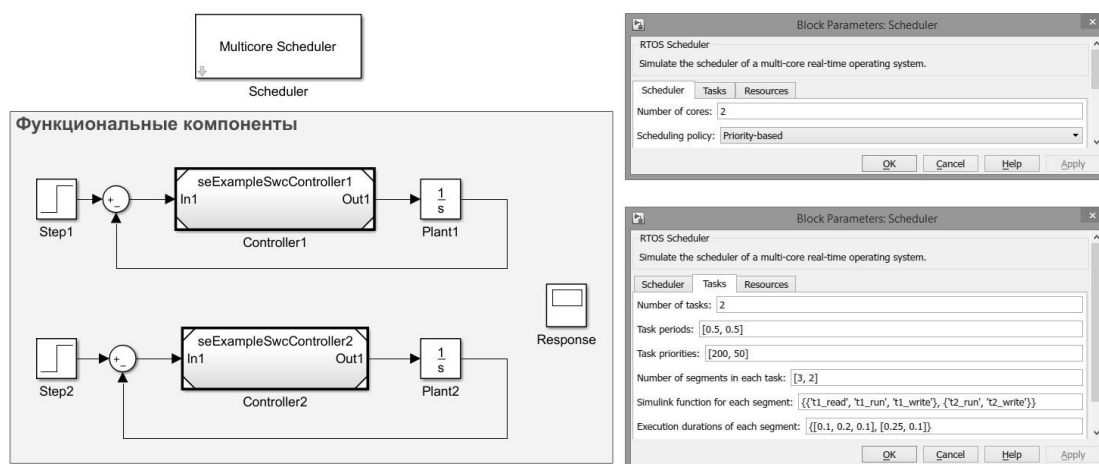 Multicore Scheduler
Scheduler
Функциональные компоненты
Step1
+
−
seExampleSwcController1
In1
Out1
Controller1
1
s
Plant1
Response
Step2
+
−
seExampleSwcController2
In1
Out1
Controller2
1
s
Plant2
Block Parameters: Scheduler
RTOS Scheduler
Simulate the scheduler of a multi-core real-time operating system.
Scheduler Tasks Resources
Number of cores: 2
Scheduling policy: Priority-based
OK Cancel Help Apply
Block Parameters: Scheduler
RTOS Scheduler
Simulate the scheduler of a multi-core real-time operating system.
Scheduler Tasks Resources
Number of tasks: 2
Task periods: [0.5, 0.5]
Task priorities: [200, 50]
Number of segments in each task: [3, 2]
Simulink function for each segment: {{'t1_read', 't1_run', 't1_write'}, {'t2_run', 't2_write'}}
Execution durations of each segment: {[0.1, 0.2, 0.1], [0.25, 0.1]}
OK Cancel Help Apply